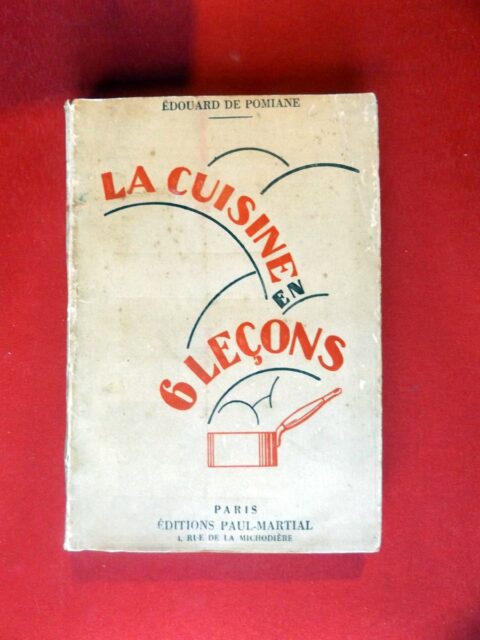 ÉDOUARD DE POMIANE
LA CUISINE
EN
6 LEÇONS
PARIS
ÉDITIONS PAUL-MARTIAL
1, RUE DE LA MICHODIÈRE